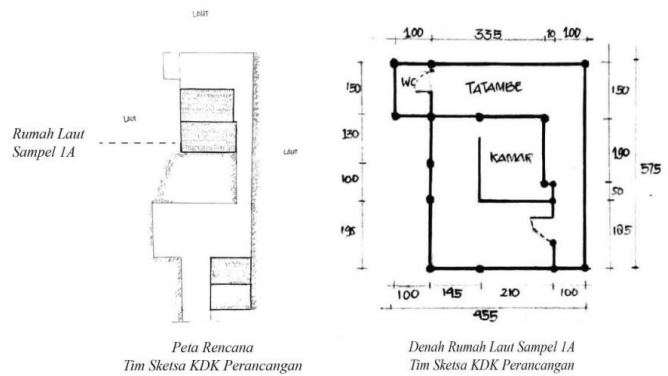 LAUT
LAUT
LAUT
Rumah Laut
Sampel 1A
Peta Rencana
Tim Sketsa KDK Perancangan
100 335 10 100
150
130
100
195
WC
TATAMBE
KAMAR
150
190
50
185
575
100 145 210 100
455
Denah Rumah Laut Sampel 1A
Tim Sketsa KDK Perancangan